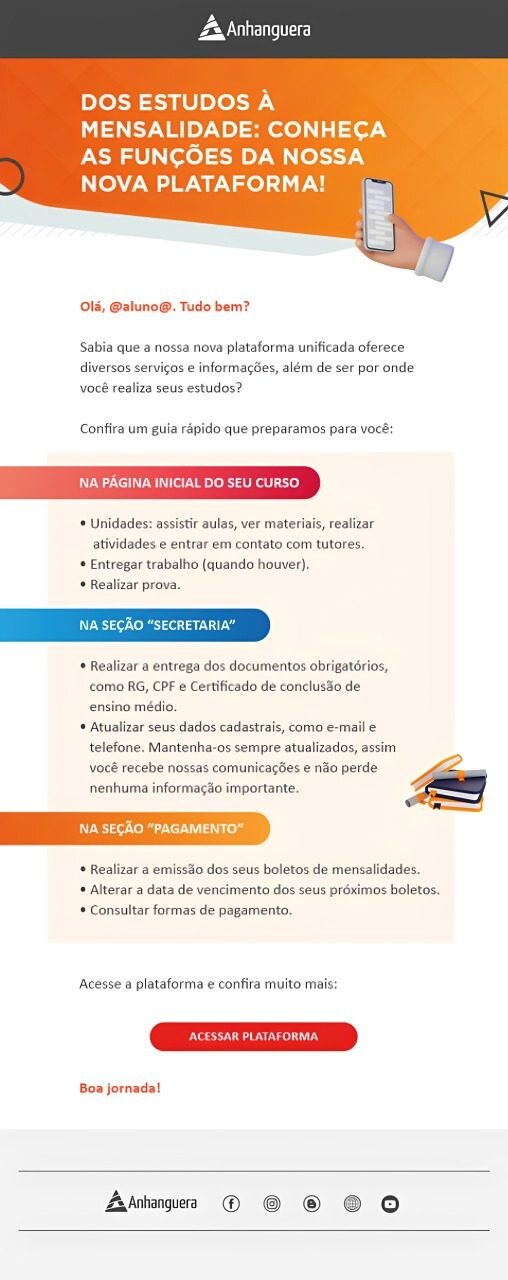 Anhanguera
DOS ESTUDOS À
MENSALIDADE: CONHEÇA
AS FUNÇÕES DA NOSSA
NOVA PLATAFORMA!
Olá, @aluno@. Tudo bem?
Sabia que a nossa nova plataforma unificada oferece
diversos serviços e informações, além de ser por onde
você realiza seus estudos?
Confira um guia rápido que preparamos para você:
NA PÁGINA INICIAL DO SEU CURSO
• Unidades: assistir aulas, ver materiais, realizar
atividades e entrar em contato com tutores.
• Entregar trabalho (quando houver).
• Realizar prova.
NA SEÇÃO “SECRETARIA”
• Realizar a entrega dos documentos obrigatórios,
como RG, CPF e Certificado de conclusão de
ensino médio.
• Atualizar seus dados cadastrais, como e-mail e
telefone. Mantenha-os sempre atualizados, assim
você recebe nossas comunicações e não perde
nenhuma informação importante.
NA SEÇÃO “PAGAMENTO”
• Realizar a emissão dos seus boletos de mensalidades.
• Alterar a data de vencimento dos seus próximos boletos.
• Consultar formas de pagamento.
Acesse a plataforma e confira muito mais:
ACESSAR PLATAFORMA
Boa jornada!
Anhanguera